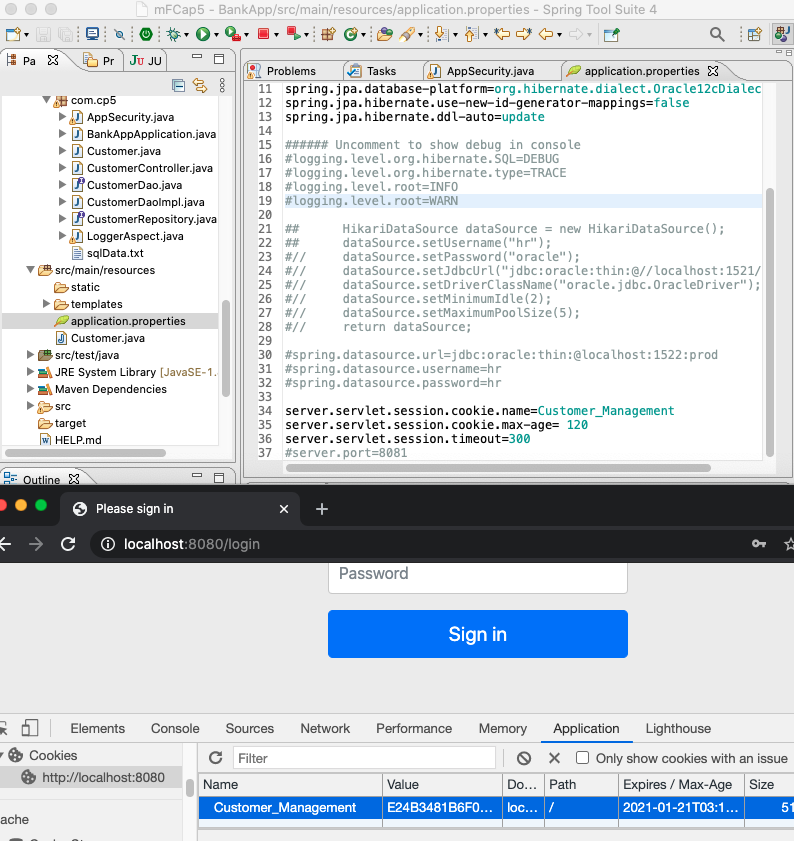 mFCap5 - BankApp/src/main/resources/application.properties - Spring Tool Suite 4
Pa
Pr
JU
com.cp5
AppSecurity.java
BankAppApplication.java
Customer.java
CustomerController.java
CustomerDao.java
CustomerDaoImpl.java
CustomerRepository.java
LoggerAspect.java
sqlData.txt
src/main/resources
static
templates
application.properties
Customer.java
src/test/java
JRE System Library [JavaSE-1.
Maven Dependencies
src
target
HELP.md
Outline
Problems
Tasks
AppSecurity.java
application.properties
11 spring.jpa.database-platform=org.hibernate.dialect.Oracle12cDialec
12 spring.jpa.hibernate.use-new-id-generator-mappings=false
13 spring.jpa.hibernate.ddl-auto=update
14
15 ###### Uncomment to show debug in console
16 #logging.level.org.hibernate.SQL=DEBUG
17 #logging.level.org.hibernate.type=TRACE
18 #logging.level.root=INFO
19 #logging.level.root=WARN
20
21 ## HikariDataSource dataSource = new HikariDataSource();
22 ## dataSource.setUsername("hr");
23 #// dataSource.setPassword("oracle");
24 #// dataSource.setJdbcUrl("jdbc:oracle:thin:@//localhost:1521/
25 #// dataSource.setDriverClassName("oracle.jdbc.OracleDriver");
26 #// dataSource.setMinimumIdle(2);
27 #// dataSource.setMaximumPoolSize(5);
28 #// return dataSource;
29
30 #spring.datasource.url=jdbc:oracle:thin:@localhost:1522:prod
31 #spring.datasource.username=hr
32 #spring.datasource.password=hr
33
34 server.servlet.session.cookie.name=Customer_Management
35 server.servlet.session.cookie.max-age= 120
36 server.servlet.session.timeout=300
37 #server.port=8081
Please sign in
localhost:8080/login
Password
Sign in
Elements Console Sources Network Performance Memory Application Lighthouse
Cookies
http://localhost:8080
ache
Filter
Only show cookies with an issue
Name Value Do... Path Expires / Max-Age Size
Customer_Management E24B3481B6F0... loc... / 2021-01-21T03:1... 51